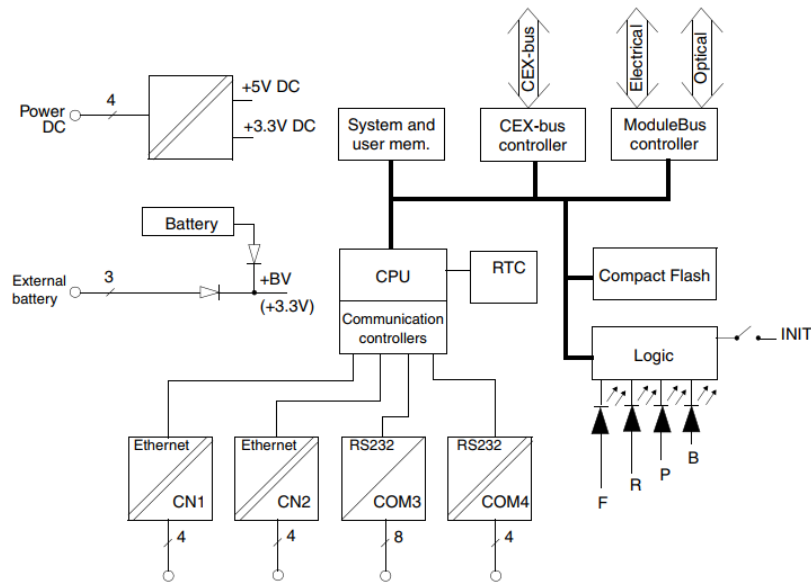 CEX-bus
Electrical
Optical
Power
DC
4
+5V DC
+3.3V DC
System and
user mem.
CEX-bus
controller
ModuleBus
controller
Battery
External
battery
3
+BV
(+3.3V)
CPU
RTC
Communication
controllers
Compact Flash
Logic
INIT
F
R
P
B
Ethernet
CN1
4
Ethernet
CN2
4
RS232
COM3
8
RS232
COM4
4